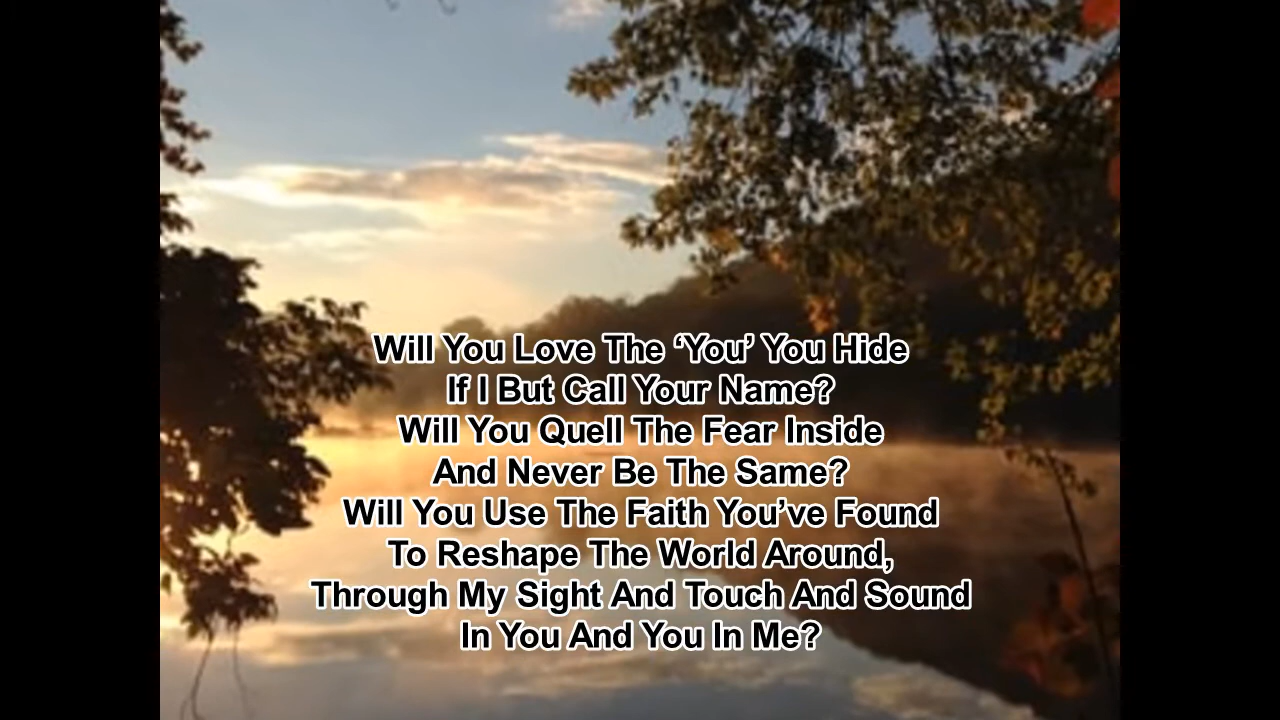 Will You Love The ‘You’ You Hide
If I But Call Your Name?
Will You Quell The Fear Inside
And Never Be The Same?
Will You Use The Faith You’ve Found
To Reshape The World Around,
Through My Sight And Touch And Sound
In You And You In Me?